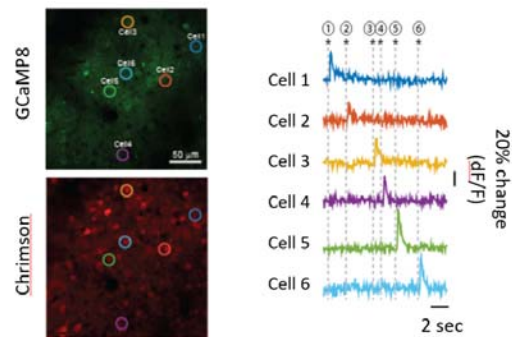 GCaMP8
Cell3
Cell1
Cell6
Cell2
Cell5
Cell4
50 µm
Chrimson
① ② ③ ④ ⑤ ⑥
* * * * * *
Cell 1
Cell 2
Cell 3
Cell 4
Cell 5
Cell 6
20% change
(dF/F)
2 sec